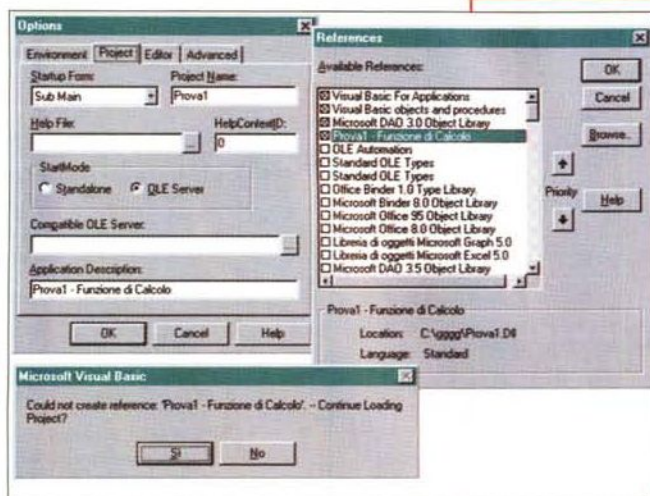 Options
Environment Project Editor Advanced
Startup Form: Project Name:
Sub Main Prova1
Help File: HelpContextID:
... 0
StartMode
Standalone OLE Server
Compatible OLE Server:
...
Application Description:
Prova1 - Funzione di Calcolo
OK Cancel Help
References
Available References:
Visual Basic For Applications
Visual Basic objects and procedures
Microsoft DAO 3.0 Object Library
Prova1 - Funzione di Calcolo
OLE Automation
Standard OLE Types
Standard OLE Types
Office Binder 1.0 Type Library.
Microsoft Binder 8.0 Object Library
Microsoft Office 95 Object Library
Microsoft Office 8.0 Object Library
Libreria di oggetti Microsoft Graph 5.0
Libreria di oggetti Microsoft Excel 5.0
Microsoft DAO 3.5 Object Library
OK
Cancel
Browse..
Priority
Help
Prova1 - Funzione di Calcolo
Location: C:\gggg\Prova1.Dll
Language: Standard
Microsoft Visual Basic
Could not create reference: 'Prova1 - Funzione di Calcolo'. -- Continue Loading
Project?
Sì No